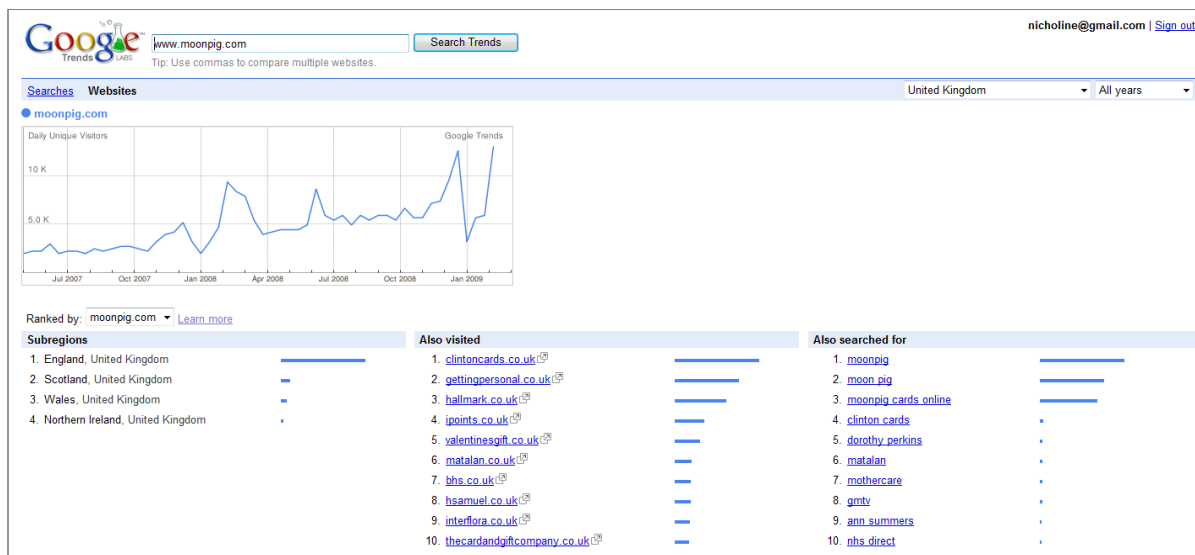 nicholine@gmail.com | Sign out
Google™
Trends LABS
www.moonpig.com
Search Trends
Tip: Use commas to compare multiple websites.
Searches Websites
United Kingdom
All years
moonpig.com
Daily Unique Visitors
Google Trends
10 K
5.0 K
Jul 2007 Oct 2007 Jan 2008 Apr 2008 Jul 2008 Oct 2008 Jan 2009
Ranked by: moonpig.com Learn more
Subregions
1. England, United Kingdom
2. Scotland, United Kingdom
3. Wales, United Kingdom
4. Northern Ireland, United Kingdom
Also visited
1. clintoncards.co.uk
2. gettingpersonal.co.uk
3. hallmark.co.uk
4. ipoints.co.uk
5. valentinesgift.co.uk
6. matalan.co.uk
7. bhs.co.uk
8. hsamuel.co.uk
9. interflora.co.uk
10. thecardandgiftcompany.co.uk
Also searched for
1. moonpig
2. moon pig
3. moonpig cards online
4. clinton cards
5. dorothy perkins
6. matalan
7. mothercare
8. gmtv
9. ann summers
10. nhs direct